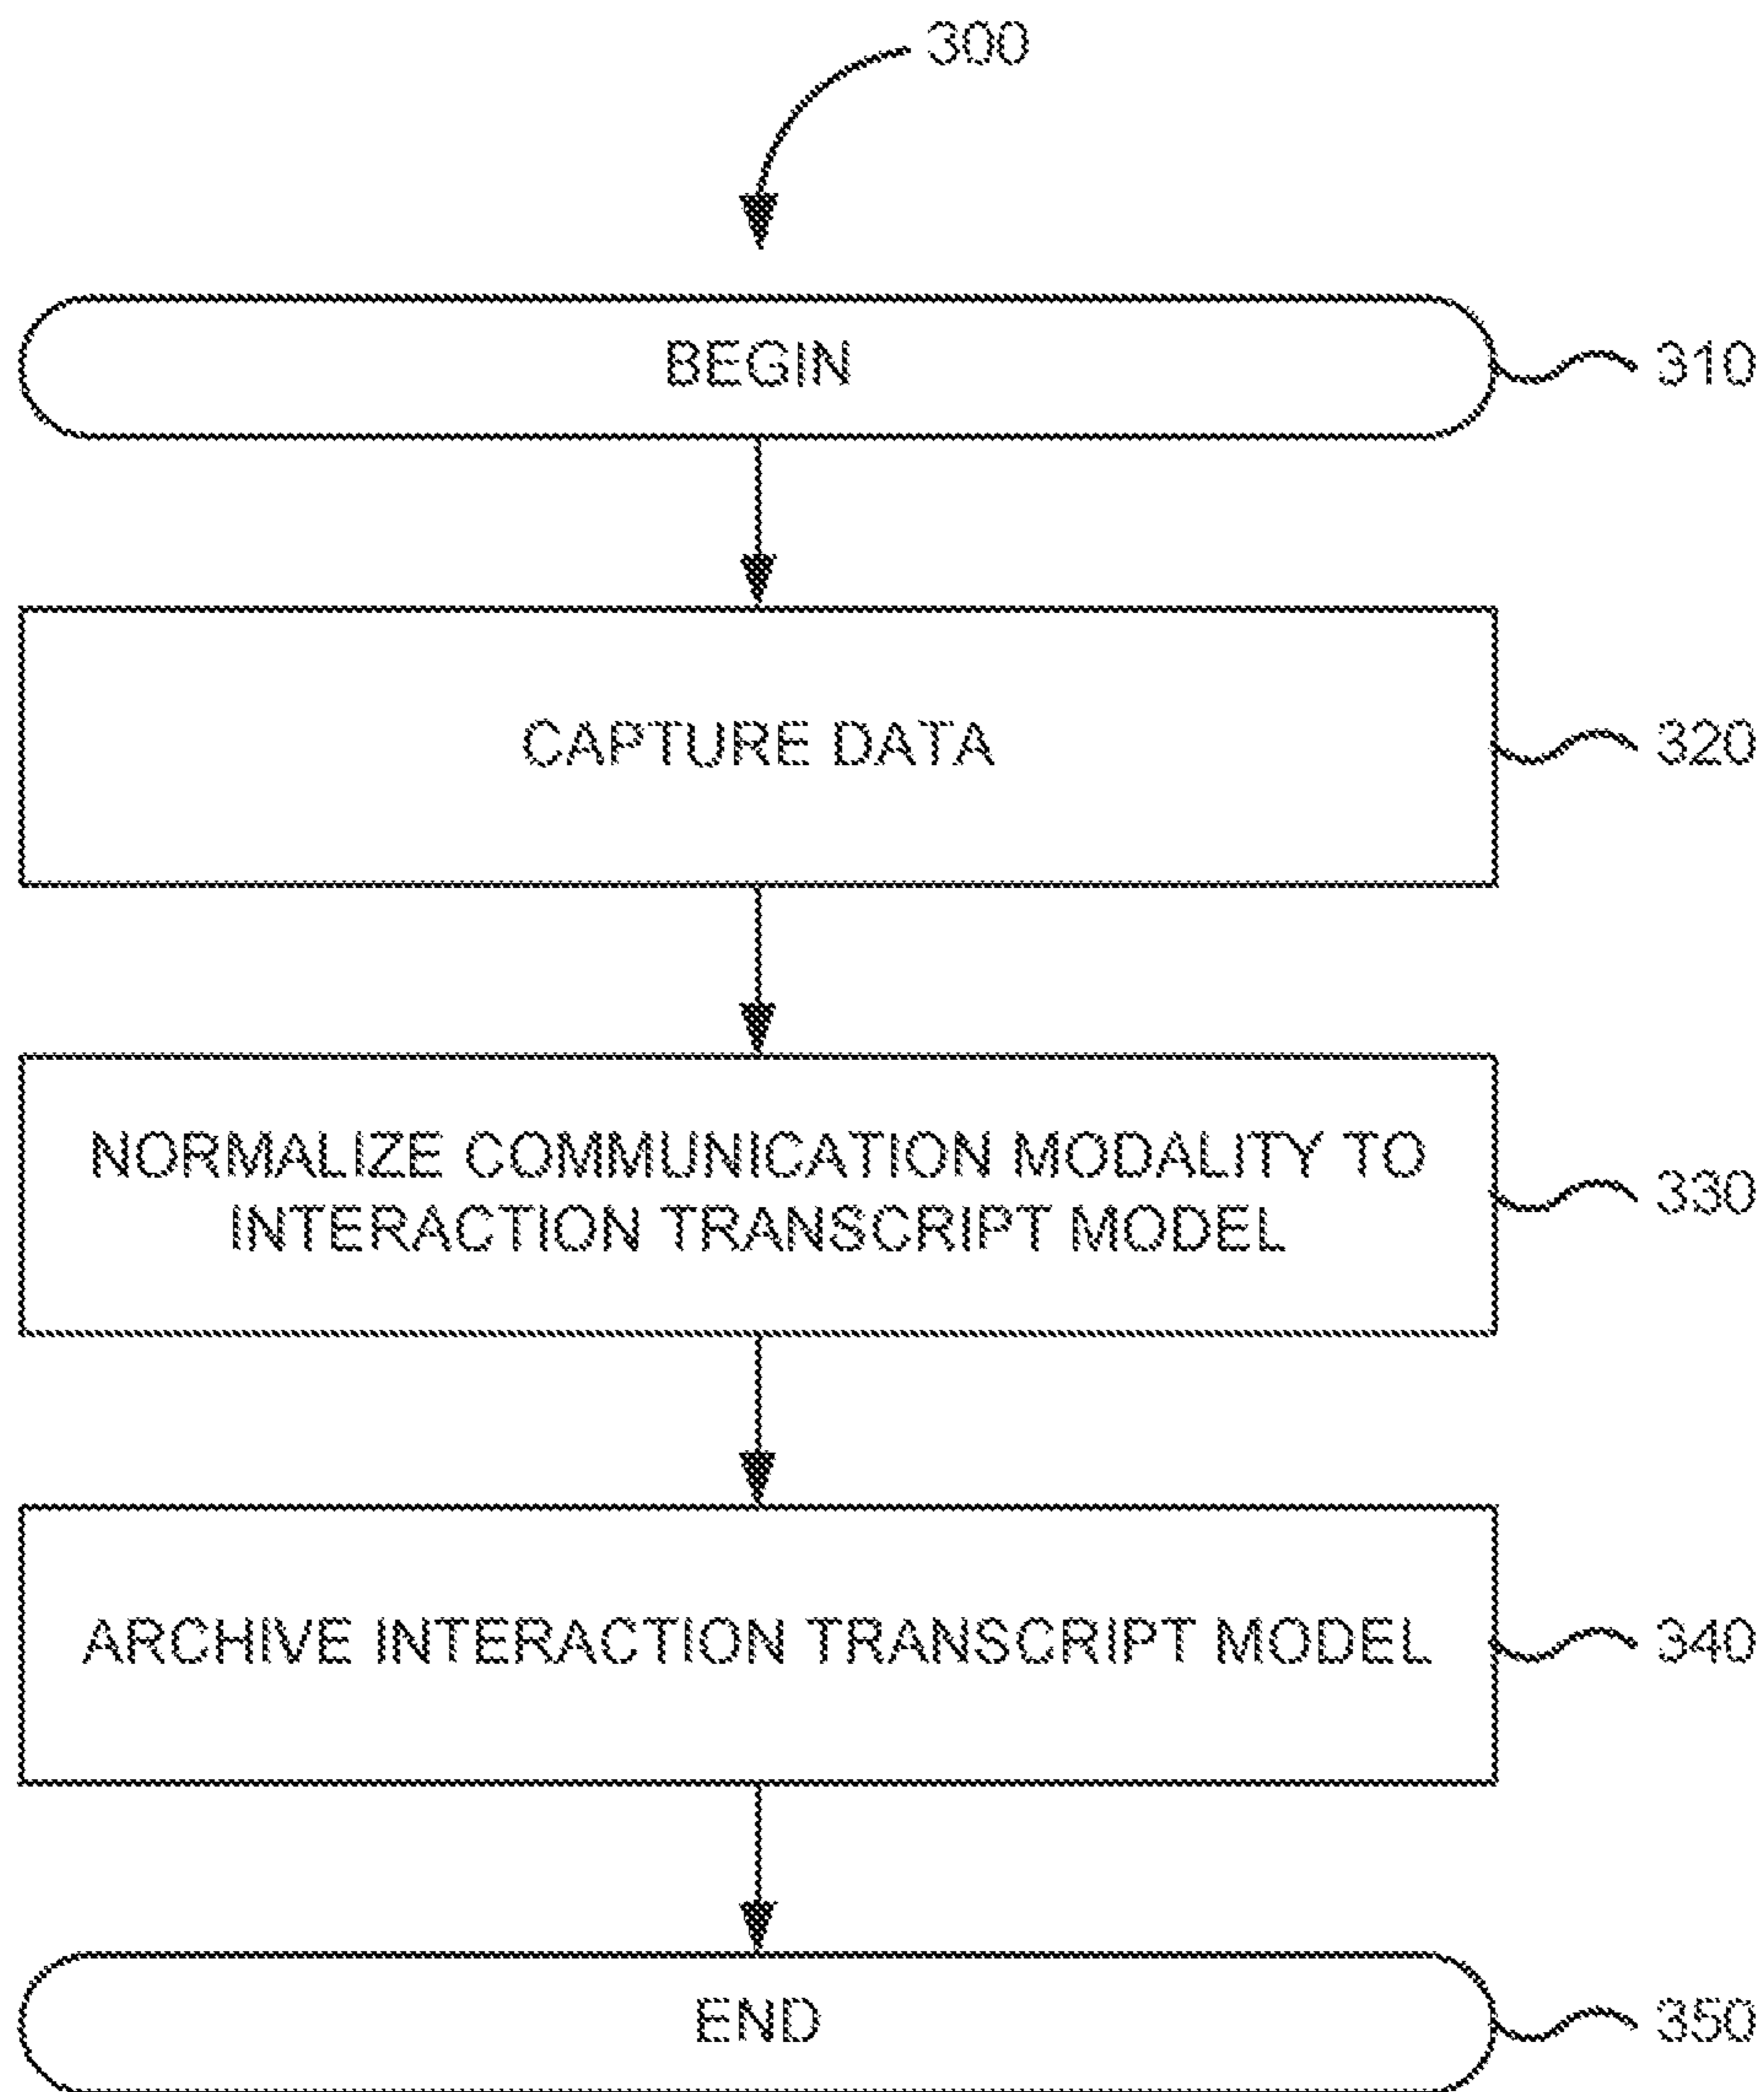 300
BEGIN
310
CAPTURE DATA
320
NORMALIZE COMMUNICATION MODALITY TO
INTERACTION TRANSCRIPT MODEL
330
ARCHIVE INTERACTION TRANSCRIPT MODEL
340
END
350